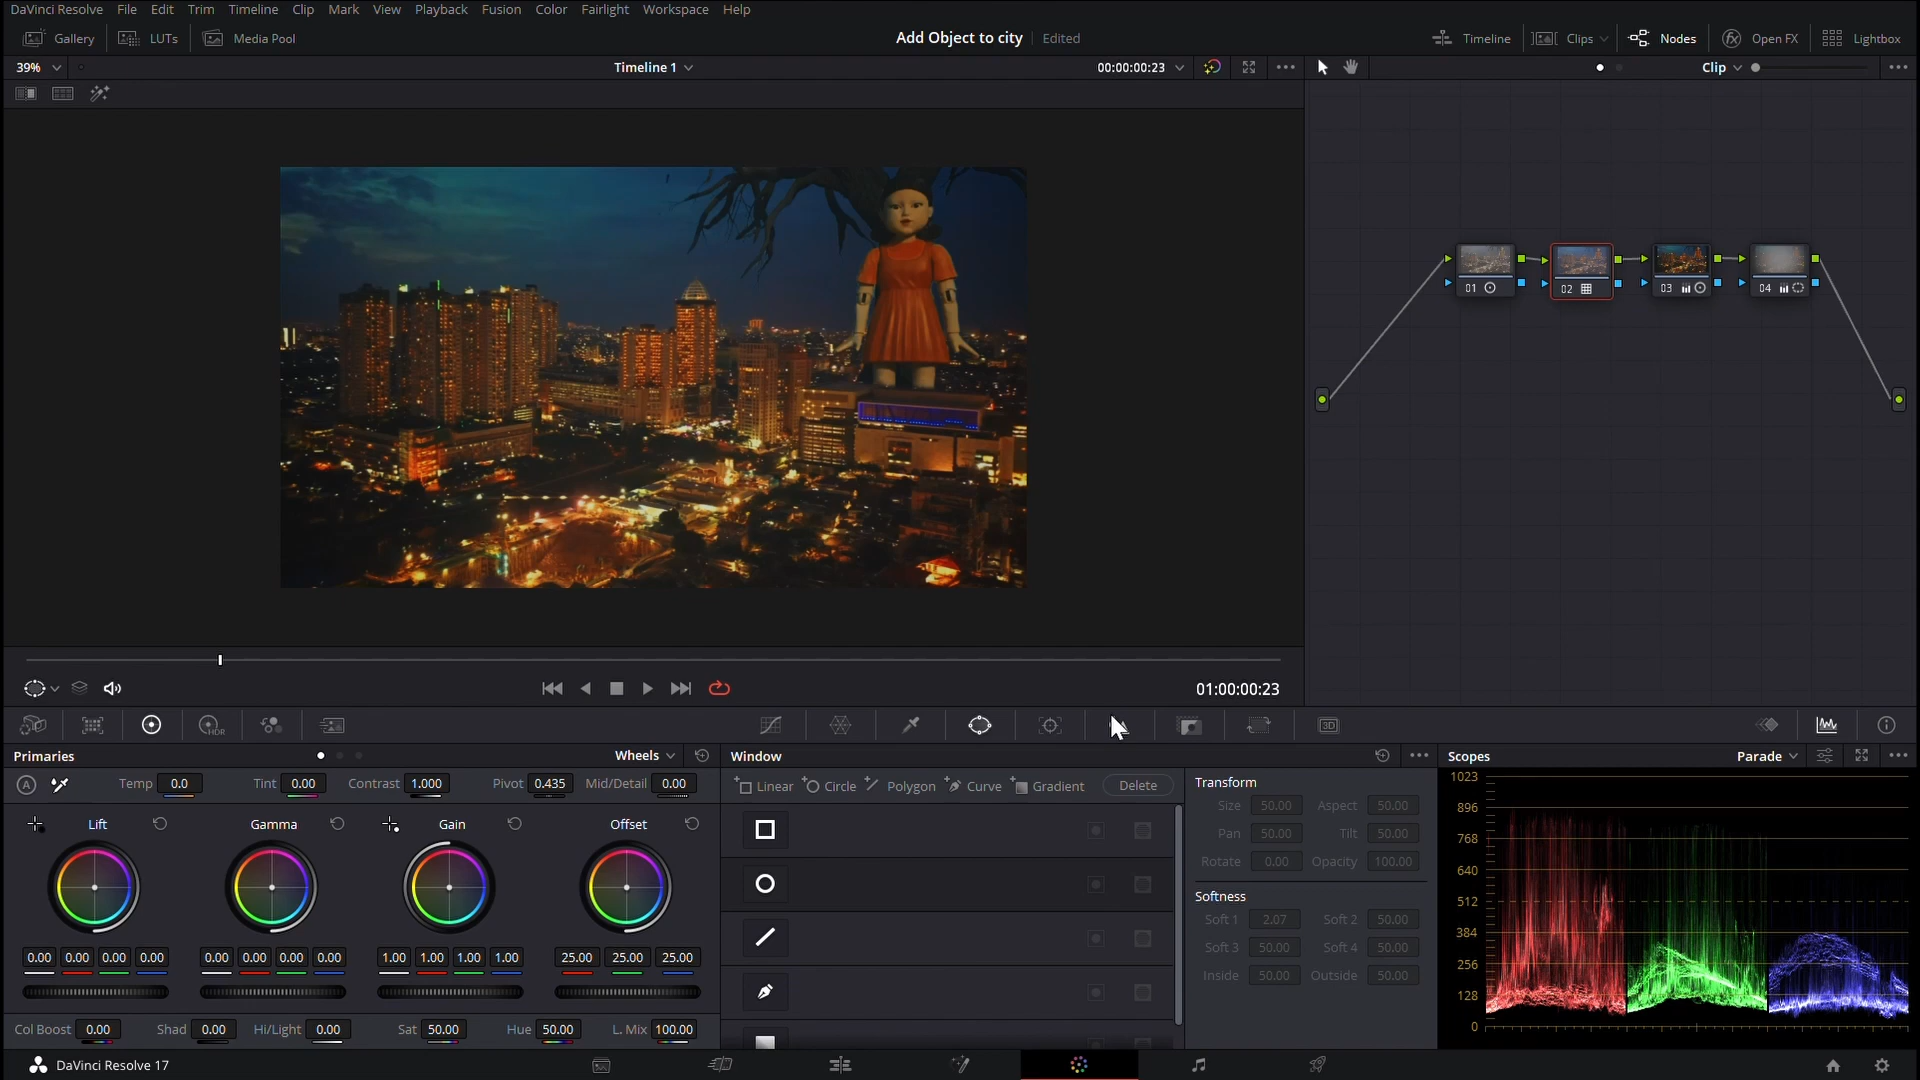 DaVinci Resolve File Edit Trim Timeline Clip Mark View Playback Fusion Color Fairlight Workspace Help
Gallery LUTs Media Pool Add Object to city Edited Timeline Clips Nodes Open FX Lightbox
39% Timeline 1 00:00:00:23 Clip
01 02 03 04
01:00:00:23
HDR 3D
Primaries Wheels Window Scopes Parade
A Temp 0.0 Tint 0.00 Contrast 1.000 Pivot 0.435 Mid/Detail 0.00 Linear Circle Polygon Curve Gradient Delete Transform 1023
Size 50.00 Aspect 50.00 896
Lift Gamma Gain Offset Pan 50.00 Tilt 50.00 768
Rotate 0.00 Opacity 100.00 640
Softness 512
Soft 1 2.07 Soft 2 50.00 384
Soft 3 50.00 Soft 4 50.00 256
0.00 0.00 0.00 0.00 0.00 0.00 0.00 0.00 1.00 1.00 1.00 1.00 25.00 25.00 25.00
Inside 50.00 Outside 50.00 128
Col Boost 0.00 Shad 0.00 Hi/Light 0.00 Sat 50.00 Hue 50.00 L. Mix 100.00 0
DaVinci Resolve 17